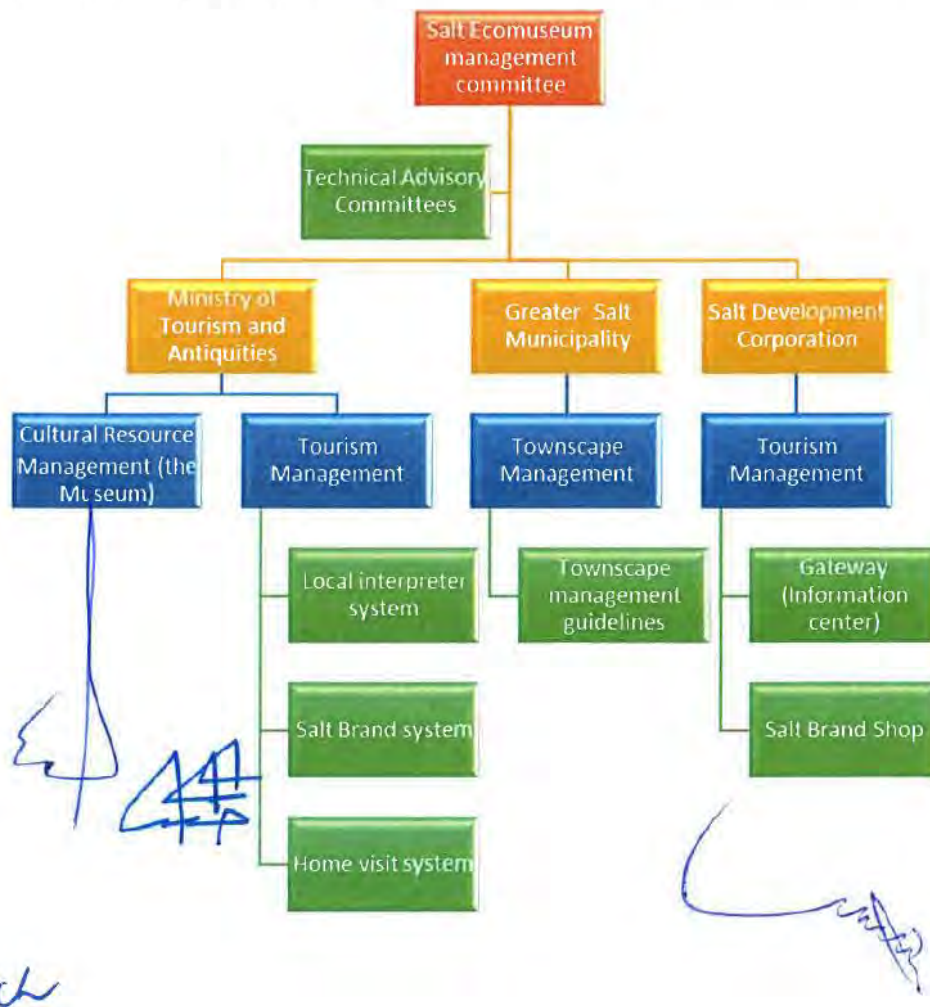 Salt Ecomuseum
management
committee
Technical Advisory
Committees
Ministry of
Tourism and
Antiquities
Greater Salt
Municipality
Salt Development
Corporation
Cultural Resource
Management (the
Museum)
Tourism
Management
Townscape
Management
Tourism
Management
Local interpreter
system
Townscape
management
guidelines
Gateway
(Information
center)
Salt Brand system
Salt Brand Shop
Home visit system